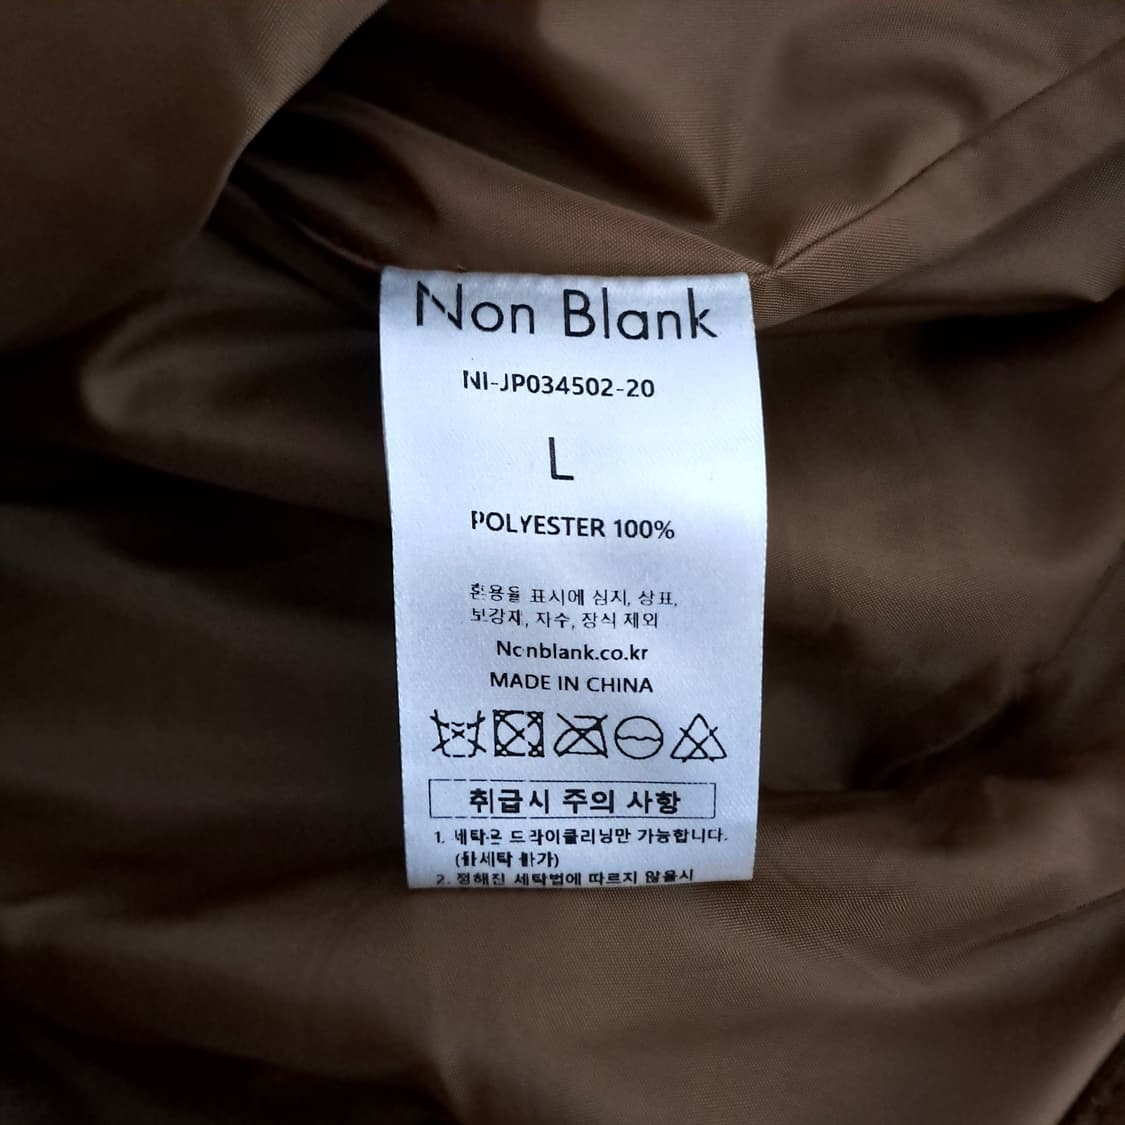 Non Blank
NI-JP034502-20
L
POLYESTER 100%
혼용율 표시에 심지, 상표,
보강재, 자수, 장식 제외
Nonblank.co.kr
MADE IN CHINA
취급시 주의 사항
1. 세탁은 드라이클리닝만 가능합니다.
(물세탁 불가)
2. 정해진 세탁법에 따르지 않을시